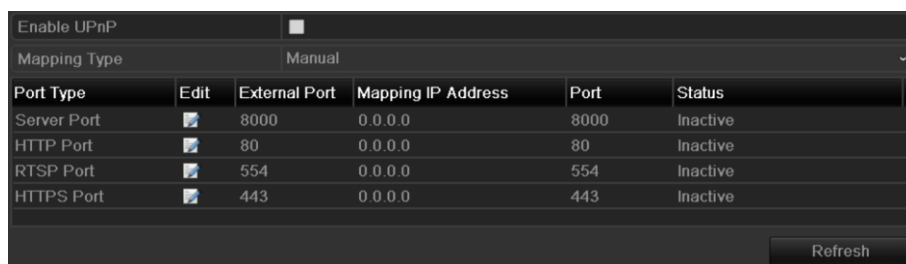 Enable UPnP
Mapping Type Manual
Port Type Edit External Port Mapping IP Address Port Status
Server Port 8000 0.0.0.0 8000 Inactive
HTTP Port 80 0.0.0.0 80 Inactive
RTSP Port 554 0.0.0.0 554 Inactive
HTTPS Port 443 0.0.0.0 443 Inactive
Refresh